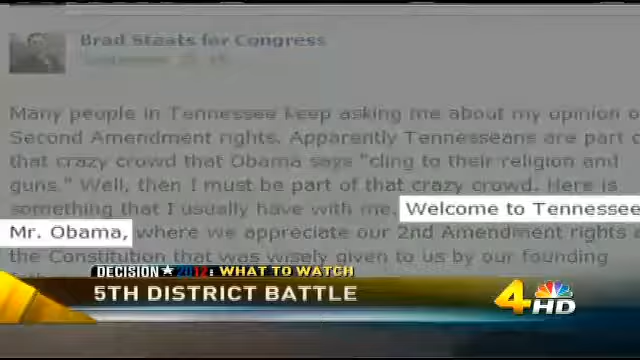 Brad Staats for Congress
Many people in Tennessee keep asking me about my opinion o
Second Amendment rights. Apparently Tennesseans are part o
that crazy crowd that Obama says "cling to their religion and
guns." Well, then I must be part of that crazy crowd. Here is
something that I usually have with me. Welcome to Tennessee
Mr. Obama, where we appreciate our 2nd Amendment rights
the Constitution that was wisely given to us by our founding
DECISION 2012: WHAT TO WATCH
5TH DISTRICT BATTLE
4 HD